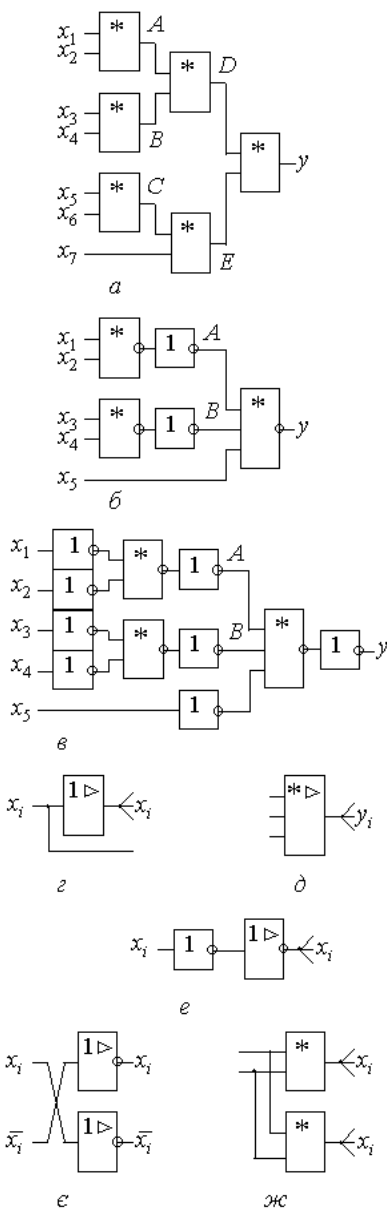 x₁ * A
x₂
* D
x₃ *
x₄ B
* y
x₅ * C
x₆
* E
x₇
а
x₁ * 1 A
x₂
x₃ * 1 B * y
x₄
x₅
б
x₁ 1 * 1 A
x₂ 1
x₃ 1 * 1 B * 1 y
x₄ 1
x₅ 1
в
xᵢ 1▷ xᵢ
г
*▷ yᵢ
д
xᵢ 1 1▷ xᵢ
е
xᵢ 1▷ xᵢ
x̅ᵢ 1▷ x̅ᵢ
є
* xᵢ
* xᵢ
ж